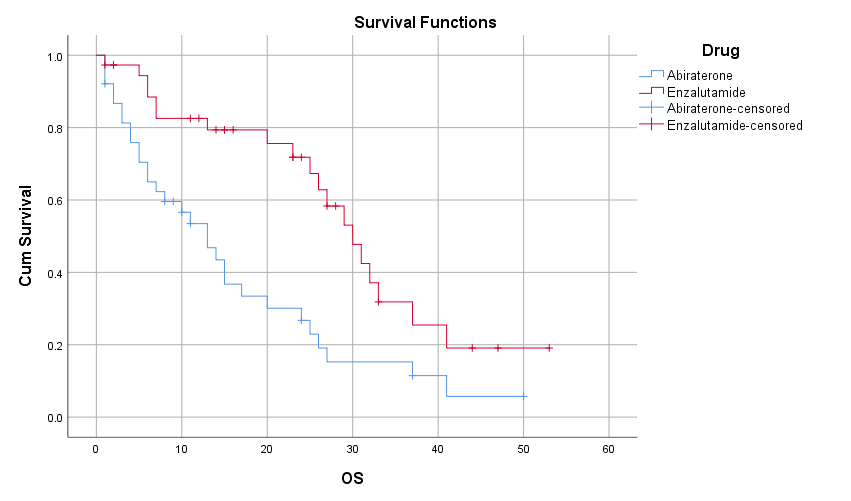 Survival Functions
Drug
Abiraterone
Enzalutamide
Abiraterone-censored
Enzalutamide-censored
Cum Survival
1.0
0.8
0.6
0.4
0.2
0.0
0 10 20 30 40 50 60
OS